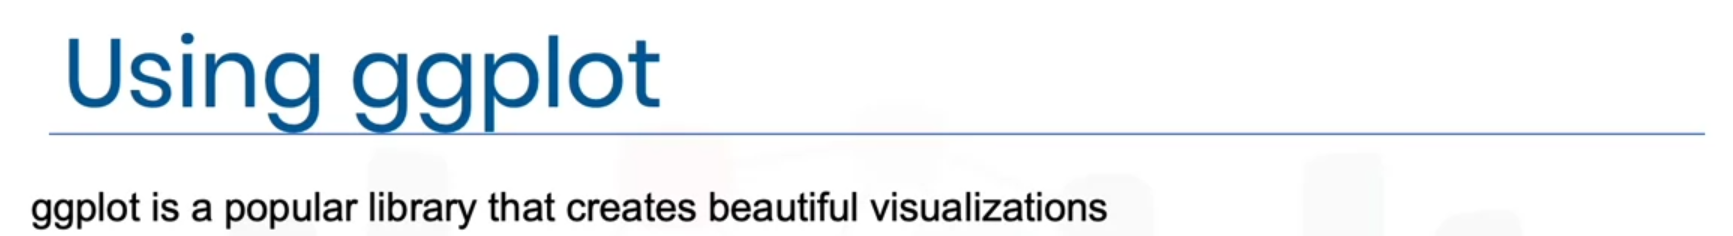 Using ggplot
ggplot is a popular library that creates beautiful visualizations